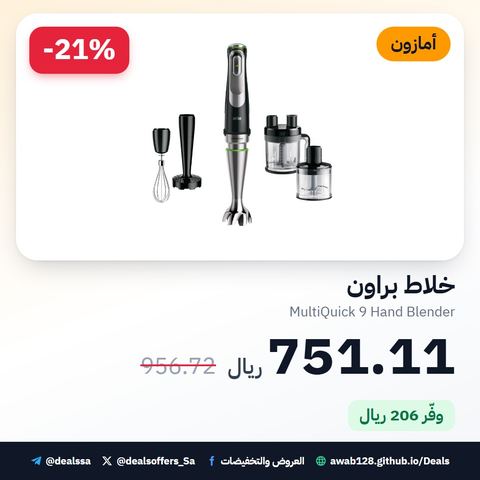 -21%
أمازون
خلاط براون
MultiQuick 9 Hand Blender
751.11 ريال 956.72
وفّر 206 ريال
@dealssa @dealsoffers_Sa العروض والتخفيضات awab128.github.io/Deals